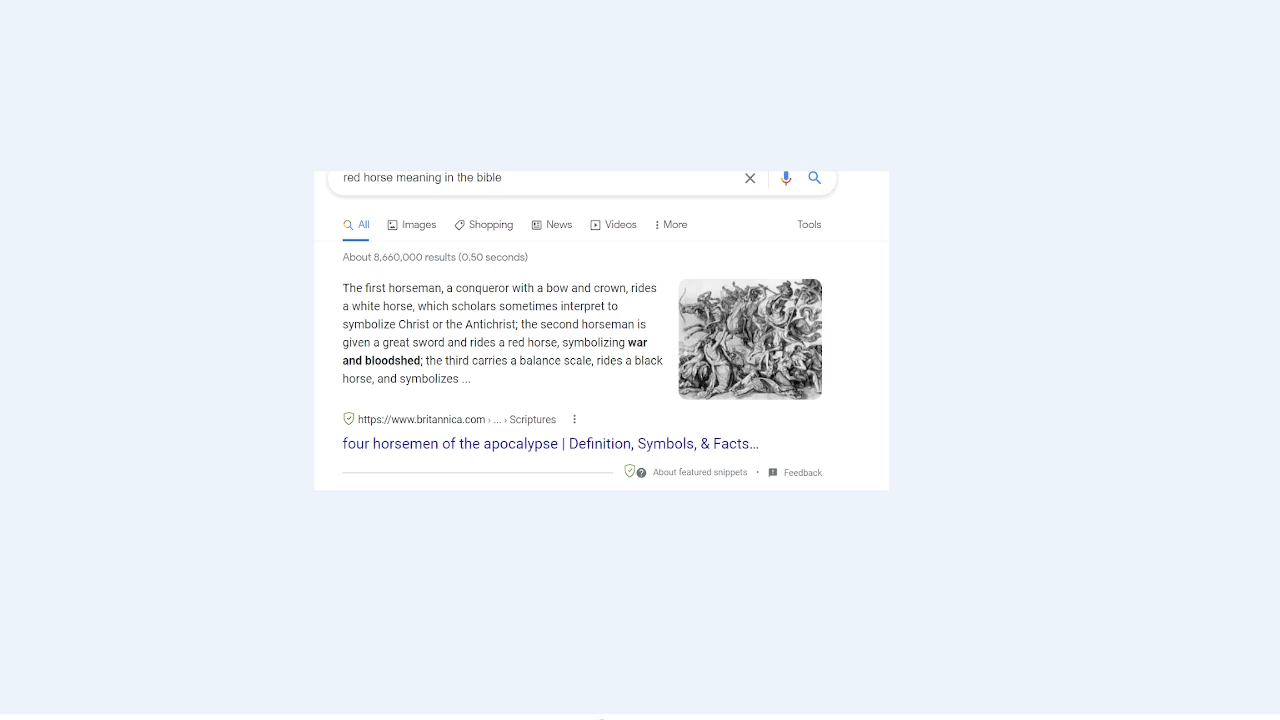 red horse meaning in the bible
All Images Shopping News Videos More Tools
About 8,660,000 results (0.50 seconds)
The first horseman, a conqueror with a bow and crown, rides
a white horse, which scholars sometimes interpret to
symbolize Christ or the Antichrist; the second horseman is
given a great sword and rides a red horse, symbolizing war
and bloodshed; the third carries a balance scale, rides a black
horse, and symbolizes ...
https://www.britannica.com › ... › Scriptures
four horsemen of the apocalypse | Definition, Symbols, & Facts...
About featured snippets • Feedback